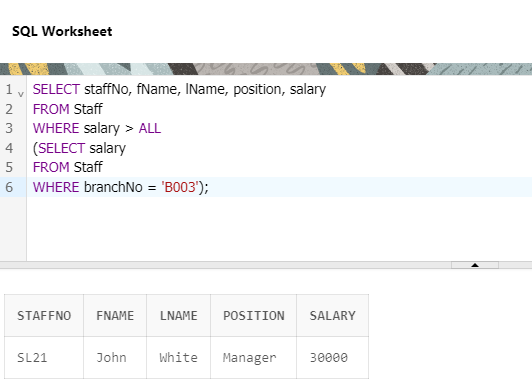 SQL Worksheet
1 SELECT staffNo, fName, lName, position, salary
2 FROM Staff
3 WHERE salary > ALL
4 (SELECT salary
5 FROM Staff
6 WHERE branchNo = 'B003');
STAFFNO FNAME LNAME POSITION SALARY
SL21 John White Manager 30000